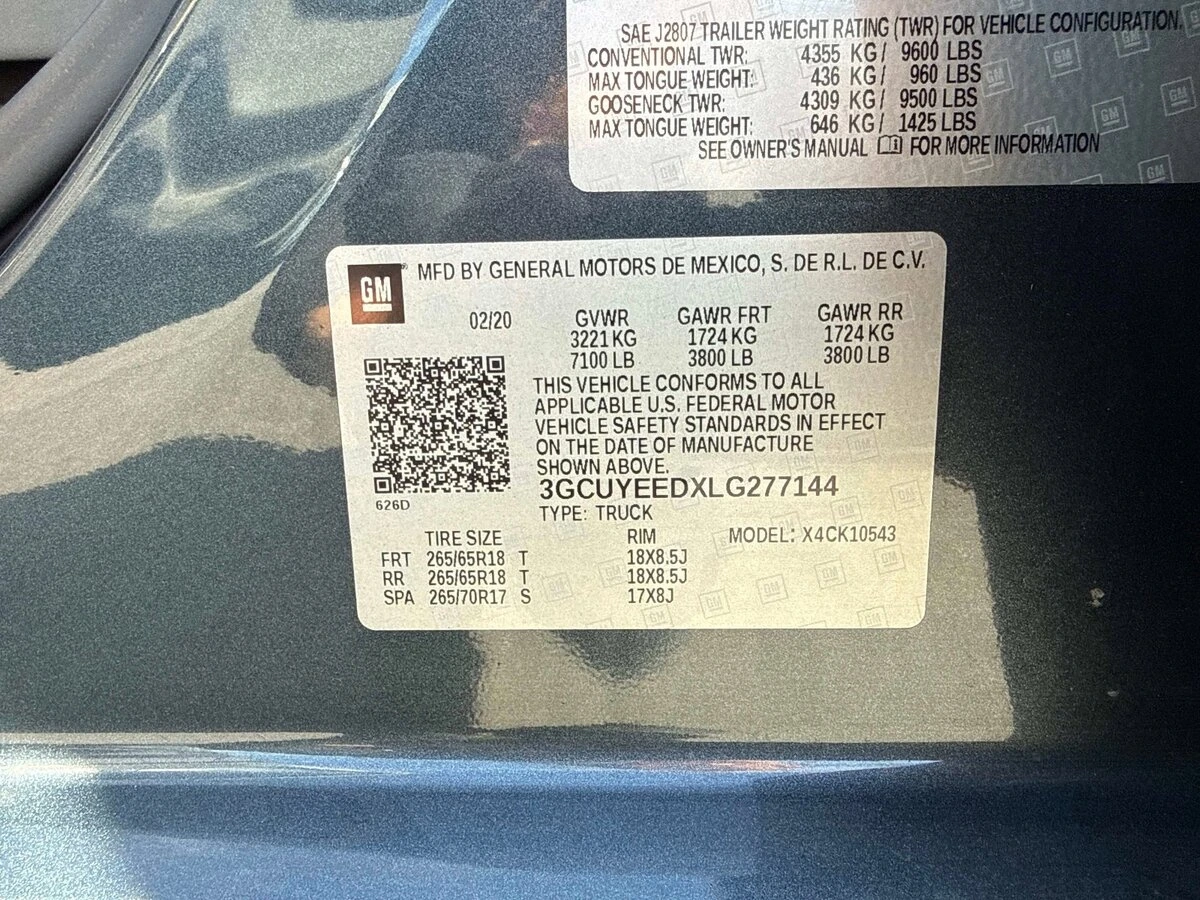 SAE J2807 TRAILER WEIGHT RATING (TWR) FOR VEHICLE CONFIGURATION.
CONVENTIONAL TWR: 4355 KG/ 9600 LBS
MAX TONGUE WEIGHT: 436 KG/ 960 LBS
GOOSENECK TWR: 4309 KG/ 9500 LBS
MAX TONGUE WEIGHT: 646 KG/ 1425 LBS
SEE OWNER'S MANUAL FOR MORE INFORMATION
GM ® MFD BY GENERAL MOTORS DE MEXICO, S. DE R.L. DE C.V.
02/20 GVWR GAWR FRT GAWR RR
3221 KG 1724 KG 1724 KG
7100 LB 3800 LB 3800 LB
THIS VEHICLE CONFORMS TO ALL
APPLICABLE U.S. FEDERAL MOTOR
VEHICLE SAFETY STANDARDS IN EFFECT
ON THE DATE OF MANUFACTURE
SHOWN ABOVE.
3GCUYEEDXLG277144
626D
TYPE: TRUCK
TIRE SIZE RIM MODEL: X4CK10543
FRT 265/65R18 T 18X8.5J
RR 265/65R18 T 18X8.5J
SPA 265/70R17 S 17X8J